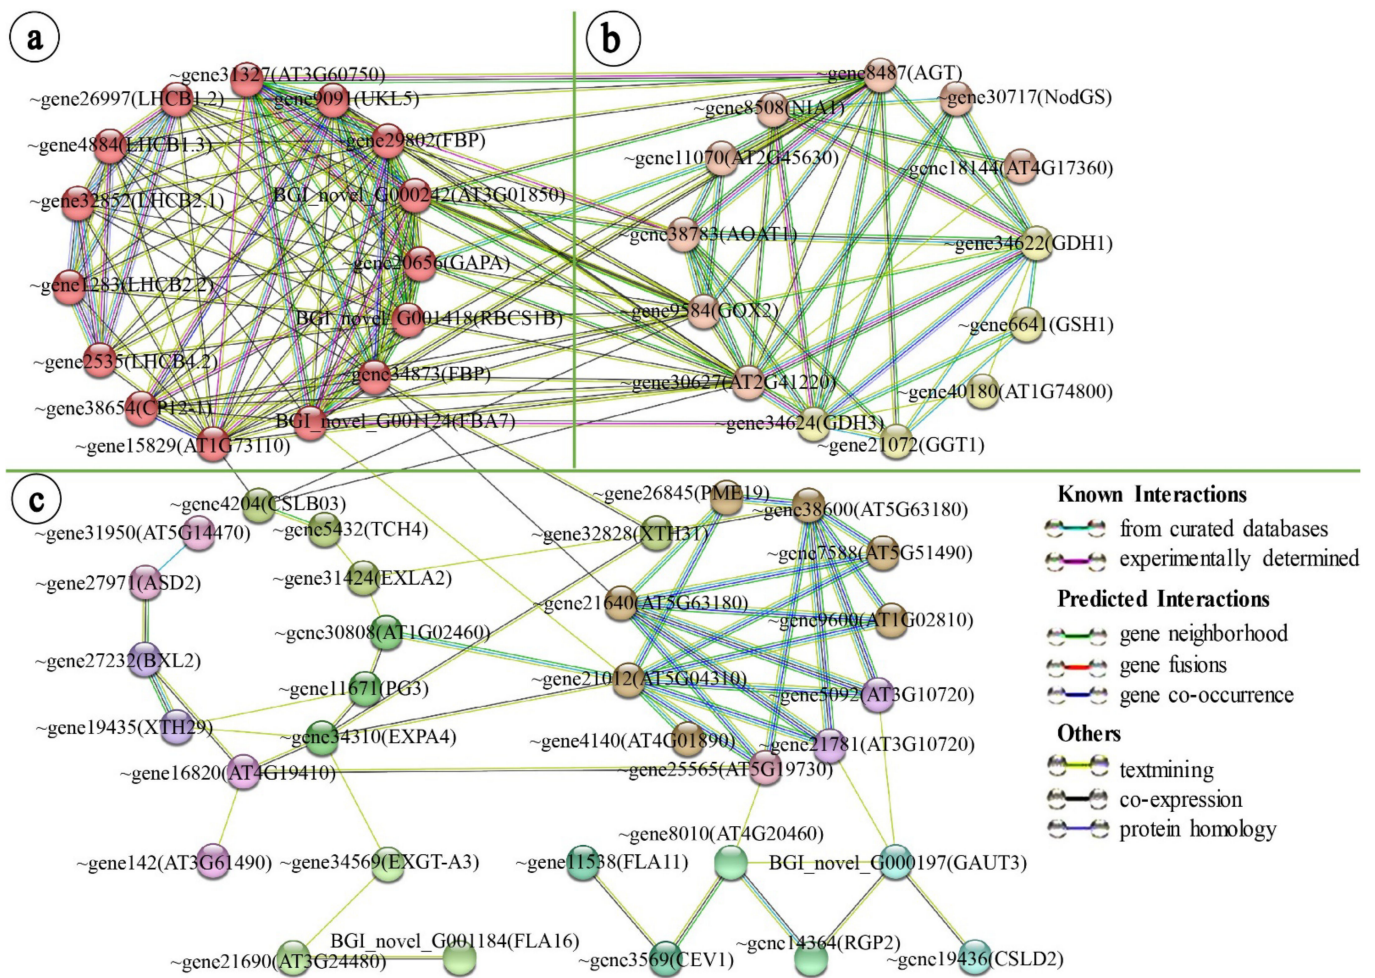 a
~gene31327(AT3G60750)
~gene26997(LHCB1.2)
~gene9091(UKL5)
~gene4884(LHCB1.3)
~gene29802(FBP)
~gene32852(LHCB2.1)
BGI_novel_G000242(AT3G01850)
~gene20656(GAPA)
~gene1283(LHCB2.2)
BGI_novel_G001418(RBCS1B)
~gene2535(LHCB4.2)
~gene34873(FBP)
~gene38654(CP12-1)
BGI_novel_G001124(FBA7)
~gene15829(AT1G73110)
b
~gene8487(AGT)
~gene8508(NIA1)
~gene30717(NodGS)
~gene11070(AT2G45630)
~gene18144(AT4G17360)
~gene38783(AOAT1)
~gene34622(GDH1)
~gene9584(GOX2)
~gene6641(GSH1)
~gene30627(AT2G41220)
~gene40180(AT1G74800)
~gene34624(GDH3)
~gene21072(GGT1)
c
~gene4204(CSLB03)
~gene31950(AT5G14470)
~gene5432(TCH4)
~gene26845(PME19)
~gene38600(AT5G63180)
~gene32828(XTH31)
~gene7588(AT5G51490)
~gene27971(ASD2)
~gene31424(EXLA2)
~gene21640(AT5G63180)
~gene9600(AT1G02810)
~gene30808(AT1G02460)
~gene27232(BXL2)
~gene11671(PG3)
~gene21012(AT5G04310)
~gene5092(AT3G10720)
~gene19435(XTH29)
~gene34310(EXPA4)
~gene4140(AT4G01890)
~gene21781(AT3G10720)
~gene16820(AT4G19410)
~gene25565(AT5G19730)
~gene8010(AT4G20460)
~gene142(AT3G61490)
~gene34569(EXGT-A3)
~gene11538(FLA11)
BGI_novel_G000197(GAUT3)
BGI_novel_G001184(FLA16)
~gene21690(AT3G24480)
~gene3569(CEV1)
~gene14364(RGP2)
~gene19436(CSLD2)
Known Interactions
from curated databases
experimentally determined
Predicted Interactions
gene neighborhood
gene fusions
gene co-occurrence
Others
textmining
co-expression
protein homology